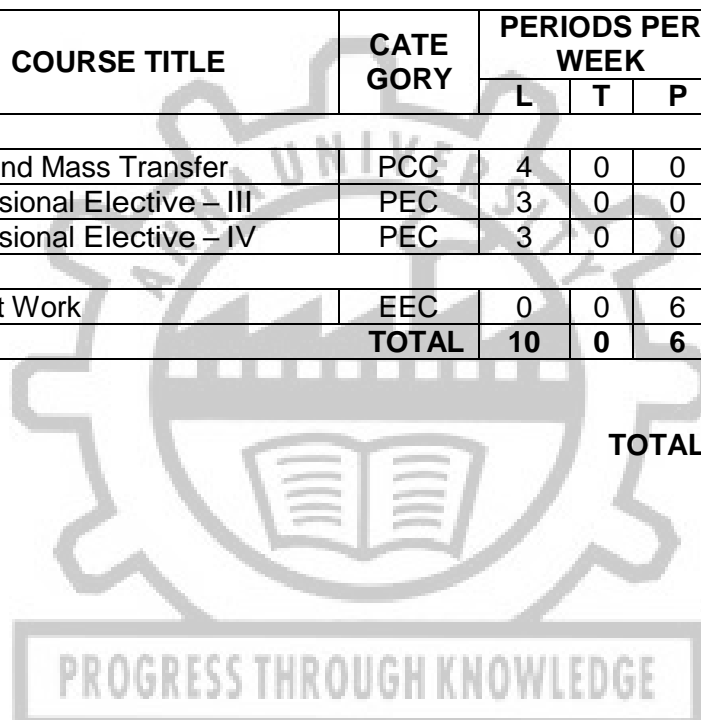 COURSE TITLE CATE GORY PERIODS PER WEEK
L T P
nd Mass Transfer PCC 4 0 0
sional Elective – III PEC 3 0 0
sional Elective – IV PEC 3 0 0
t Work EEC 0 0 6
TOTAL 10 0 6
TOTAL
ANNA UNIVERSITY
PROGRESS THROUGH KNOWLEDGE